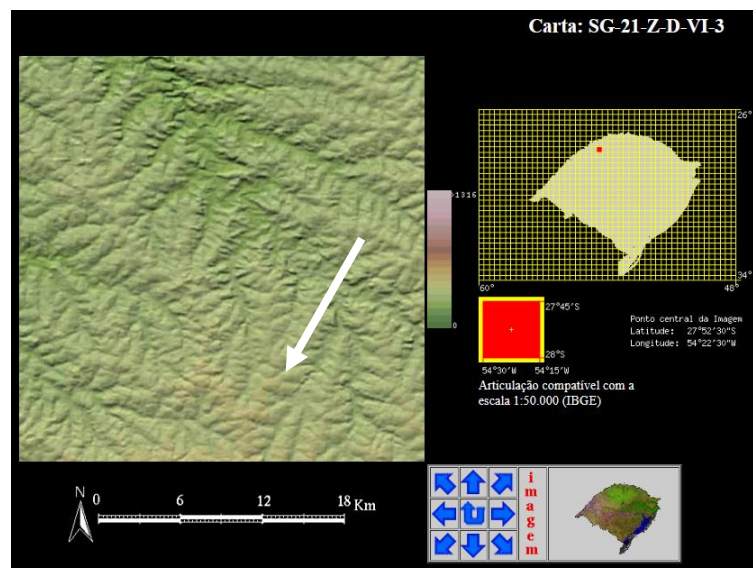 Carta: SG-21-Z-D-VI-3
26°
1316
0
34°
60° 48°
27°45'S
28°S
54°30'W 54°15'W
Ponto central da Imagem
Latitude: 27°52'30"S
Longitude: 54°22'30"W
Articulação compatível com a
escala 1:50.000 (IBGE)
N
0 6 12 18 Km
imagem